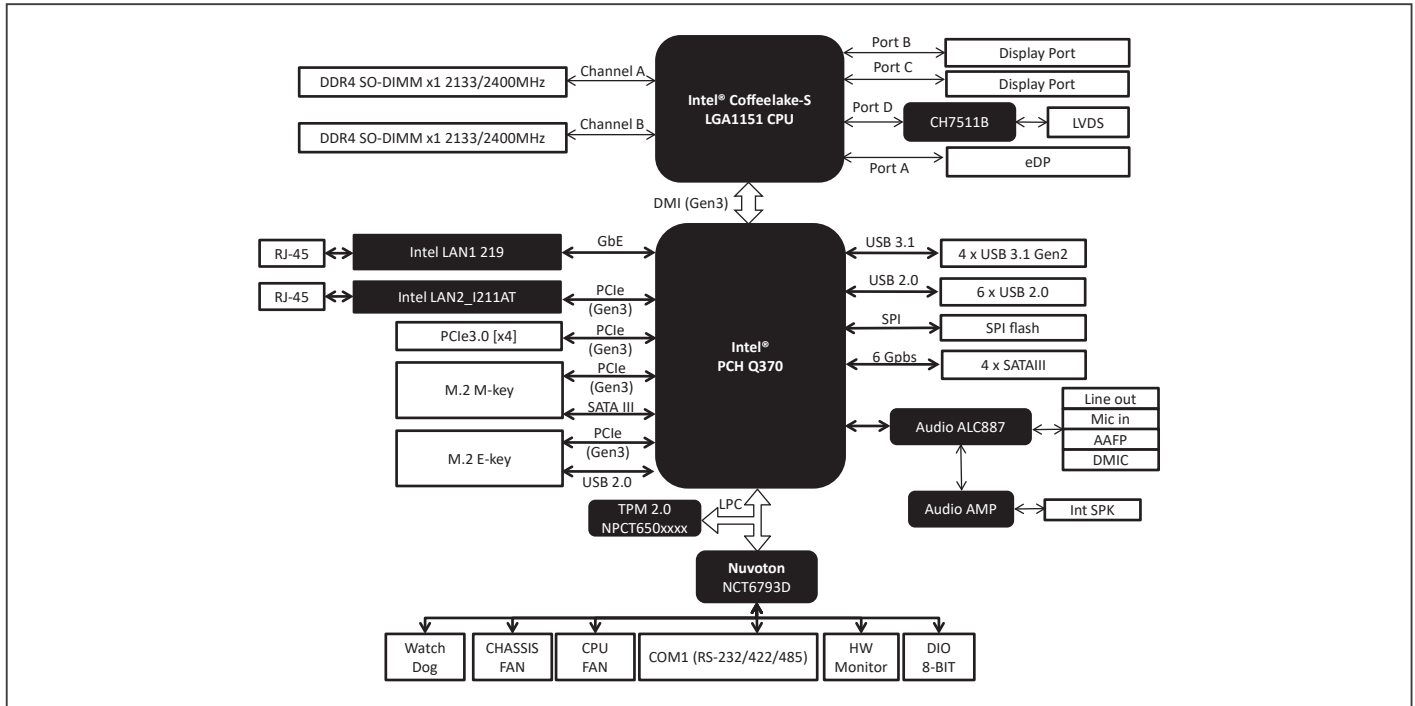 Port B
Display Port
DDR4 SO-DIMM x1 2133/2400MHz
Channel A
Intel® Coffeelake-S
LGA1151 CPU
Port C
Display Port
Port D
CH7511B
LVDS
DDR4 SO-DIMM x1 2133/2400MHz
Channel B
Port A
eDP
DMI (Gen3)
RJ-45
Intel LAN1 219
GbE
USB 3.1
4 x USB 3.1 Gen2
RJ-45
Intel LAN2_I211AT
PCIe
(Gen3)
USB 2.0
6 x USB 2.0
PCIe3.0 [x4]
PCIe
(Gen3)
SPI
SPI flash
Intel®
PCH Q370
6 Gpbs
4 x SATAIII
M.2 M-key
PCIe
(Gen3)
SATA III
Audio ALC887
Line out
Mic in
AAFP
DMIC
M.2 E-key
PCIe
(Gen3)
USB 2.0
TPM 2.0
NPCT650xxxx
LPC
Audio AMP
Int SPK
Nuvoton
NCT6793D
Watch
Dog
CHASSIS
FAN
CPU
FAN
COM1 (RS-232/422/485)
HW
Monitor
DIO
8-BIT